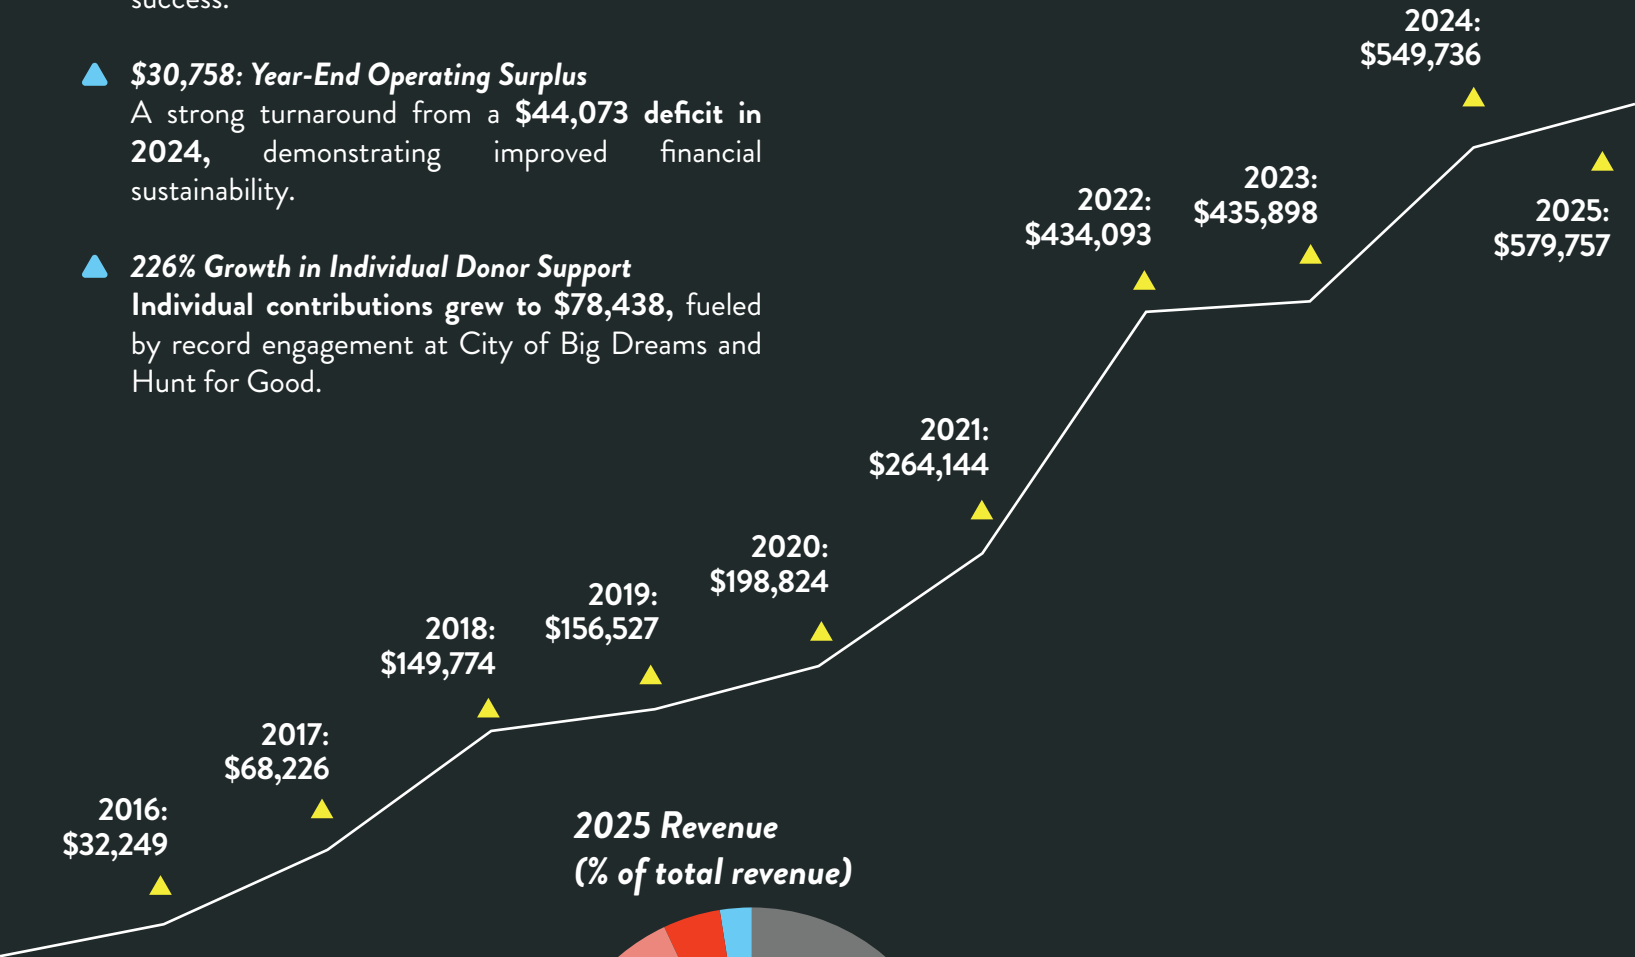 success.
$30,758: Year-End Operating Surplus
A strong turnaround from a $44,073 deficit in
2024, demonstrating improved financial
sustainability.
226% Growth in Individual Donor Support
Individual contributions grew to $78,438, fueled
by record engagement at City of Big Dreams and
Hunt for Good.
2016:
$32,249
2017:
$68,226
2018:
$149,774
2019:
$156,527
2020:
$198,824
2021:
$264,144
2022:
$434,093
2023:
$435,898
2024:
$549,736
2025:
$579,757
2025 Revenue
(% of total revenue)